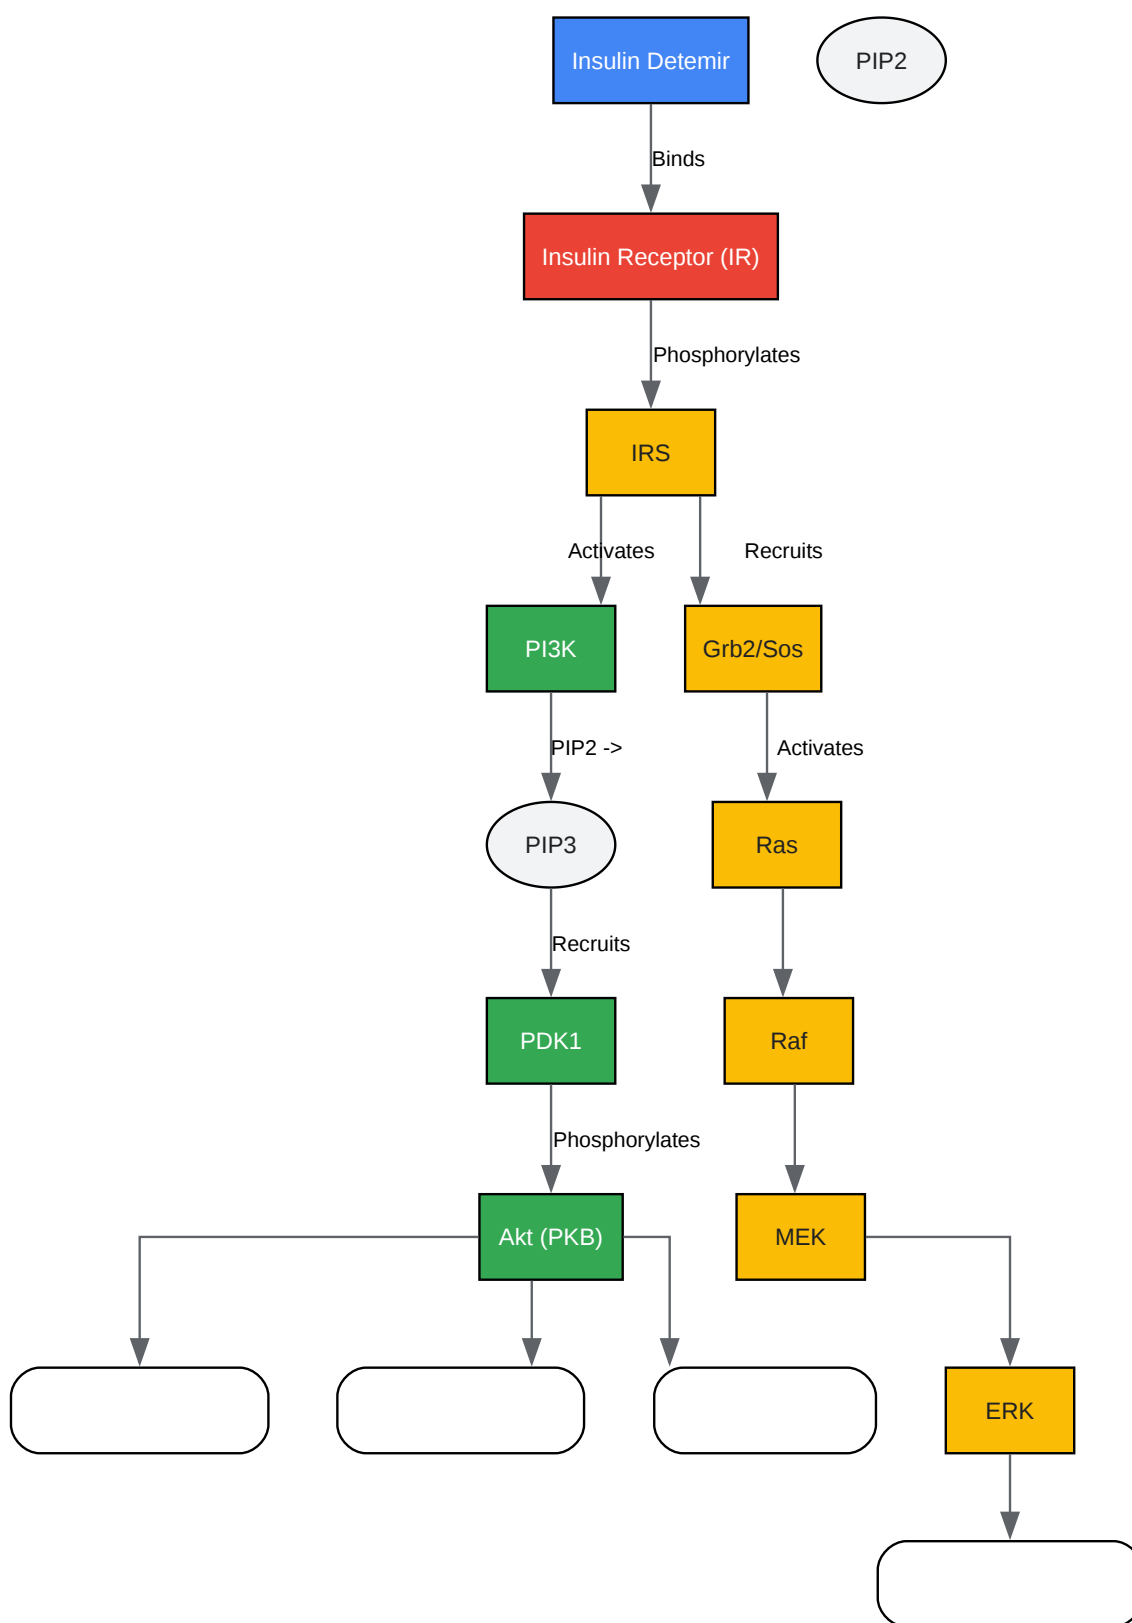 Insulin Detemir
PIP2
Binds
Insulin Receptor (IR)
Phosphorylates
IRS
Activates
Recruits
PI3K
Grb2/Sos
PIP2 ->
Activates
PIP3
Ras
Recruits
PDK1
Raf
Phosphorylates
Akt (PKB)
MEK
ERK